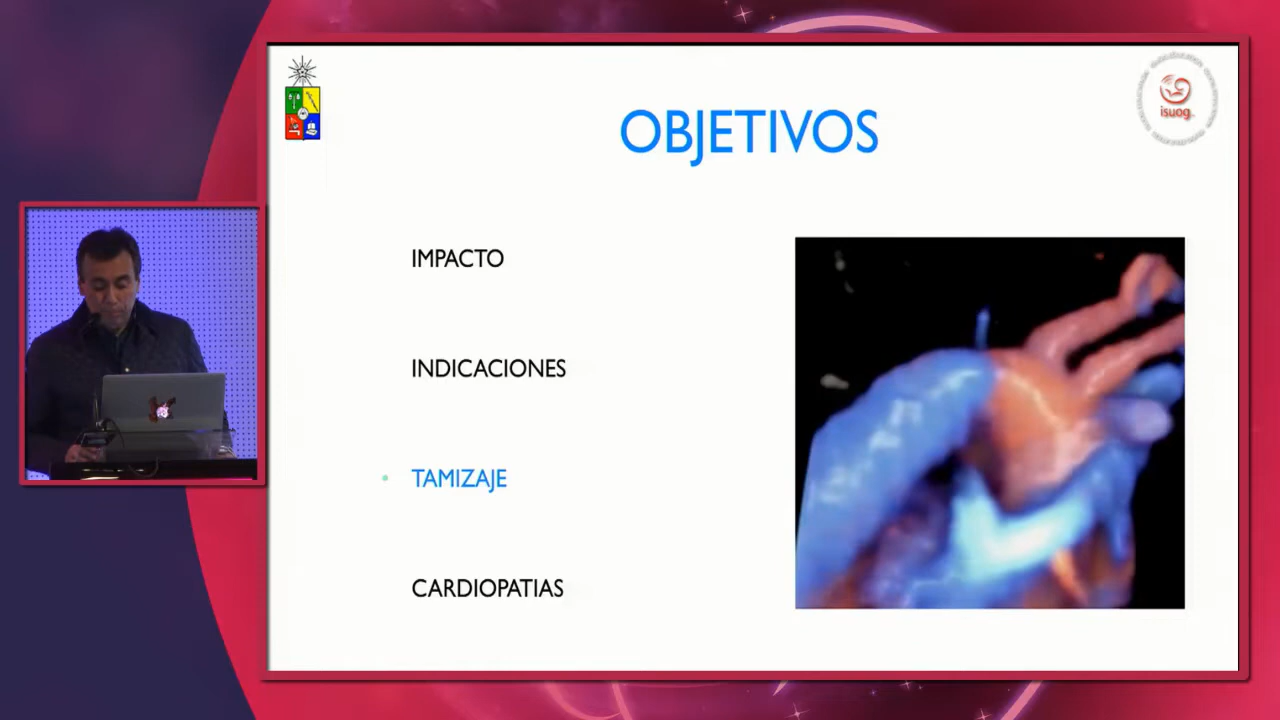 OBJETIVOS
isuog
IMPACTO
INDICACIONES
TAMIZAJE
CARDIOPATIAS